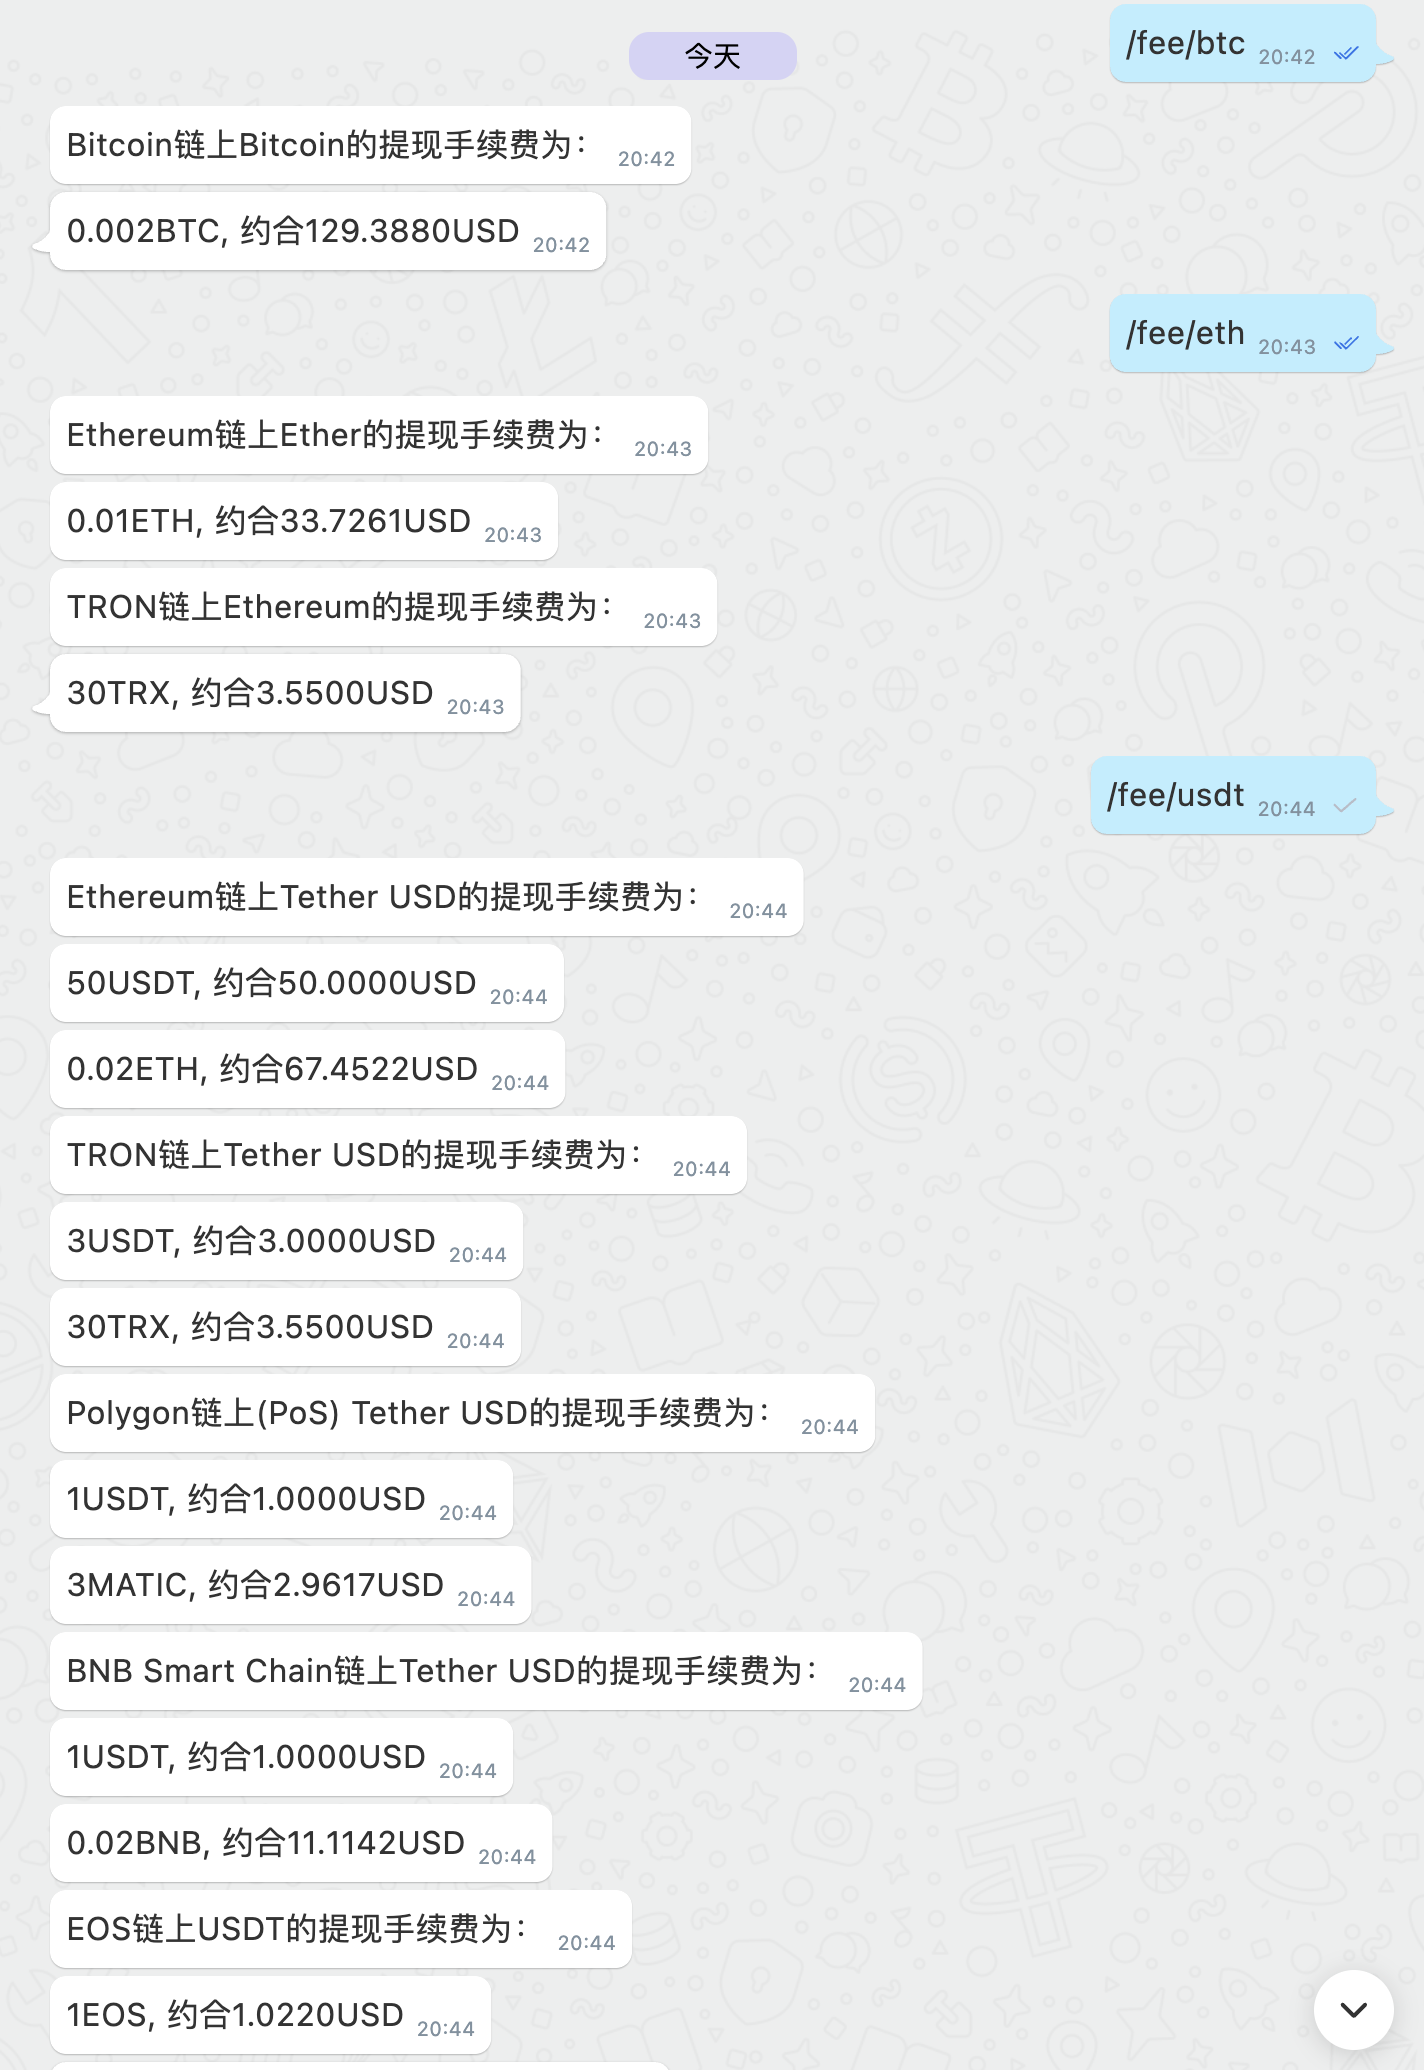 /fee/btc 20:42
今天
Bitcoin链上Bitcoin的提现手续费为： 20:42
0.002BTC, 约合129.3880USD 20:42
/fee/eth 20:43
Ethereum链上Ether的提现手续费为： 20:43
0.01ETH, 约合33.7261USD 20:43
TRON链上Ethereum的提现手续费为： 20:43
30TRX, 约合3.5500USD 20:43
/fee/usdt 20:44
Ethereum链上Tether USD的提现手续费为： 20:44
50USDT, 约合50.0000USD 20:44
0.02ETH, 约合67.4522USD 20:44
TRON链上Tether USD的提现手续费为： 20:44
3USDT, 约合3.0000USD 20:44
30TRX, 约合3.5500USD 20:44
Polygon链上(PoS) Tether USD的提现手续费为： 20:44
1USDT, 约合1.0000USD 20:44
3MATIC, 约合2.9617USD 20:44
BNB Smart Chain链上Tether USD的提现手续费为： 20:44
1USDT, 约合1.0000USD 20:44
0.02BNB, 约合11.1142USD 20:44
EOS链上USDT的提现手续费为： 20:44
1EOS, 约合1.0220USD 20:44